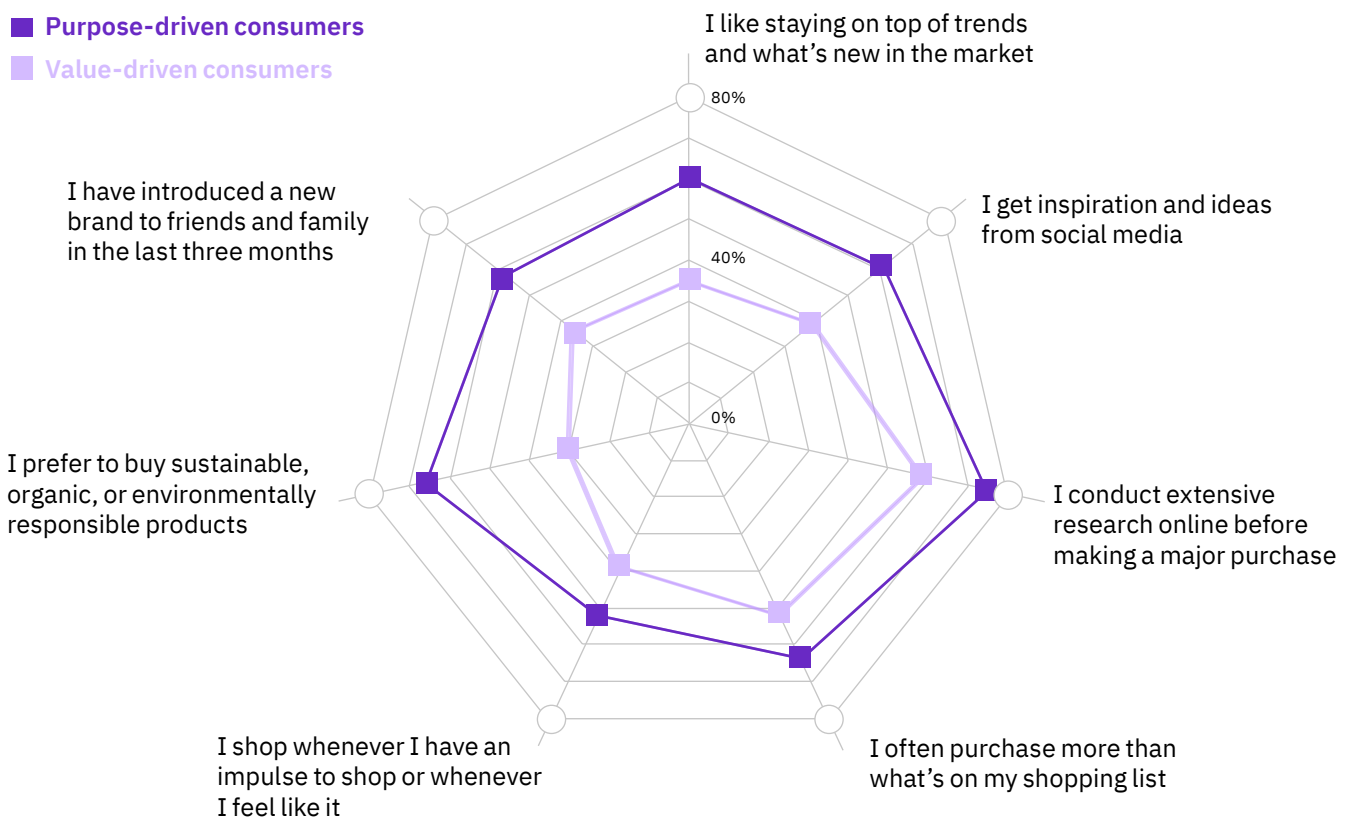 Purpose-driven consumers
Value-driven consumers
I like staying on top of trends
and what’s new in the market
80%
I have introduced a new
brand to friends and family
in the last three months
I get inspiration and ideas
from social media
40%
0%
I prefer to buy sustainable,
organic, or environmentally
responsible products
I conduct extensive
research online before
making a major purchase
I shop whenever I have an
impulse to shop or whenever
I feel like it
I often purchase more than
what’s on my shopping list